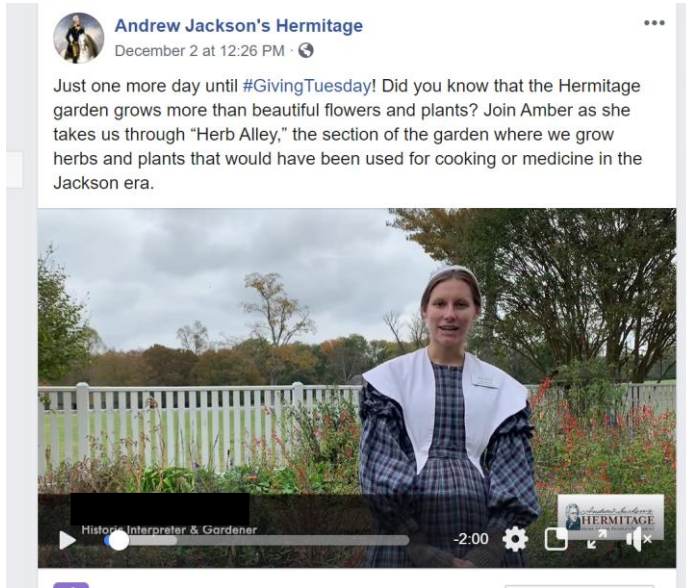 Andrew Jackson's Hermitage
December 2 at 12:26 PM ·
Just one more day until #GivingTuesday! Did you know that the Hermitage
garden grows more than beautiful flowers and plants? Join Amber as she
takes us through “Herb Alley,” the section of the garden where we grow
herbs and plants that would have been used for cooking or medicine in the
Jackson era.
Historic Interpreter & Gardener
-2:00
HERMITAGE